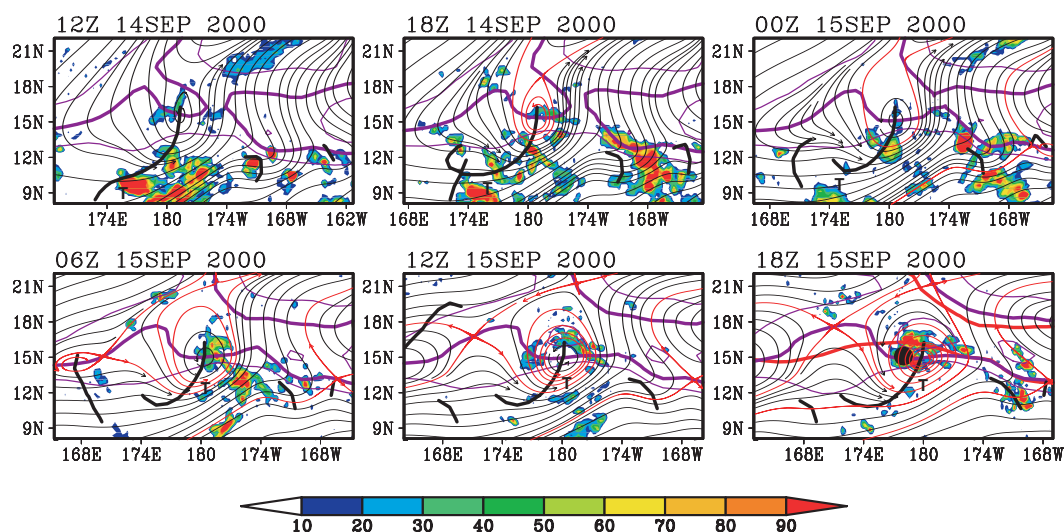 12Z 14SEP 2000 18Z 14SEP 2000 00Z 15SEP 2000
21N 21N 21N
18N 18N 18N
15N 15N 15N
12N 12N 12N
9N 9N 9N
T T T
174E 180 174W 168W 162W 168E 174E 180 174W 168W 168E 174E 180 174W 168W
06Z 15SEP 2000 12Z 15SEP 2000 18Z 15SEP 2000
21N 21N 21N
18N 18N 18N
15N 15N 15N
12N 12N 12N
9N 9N 9N
T T T
168E 174E 180 174W 168W 168E 174E 180 174W 168W 168E 174E 180 174W 168W
10 20 30 40 50 60 70 80 90